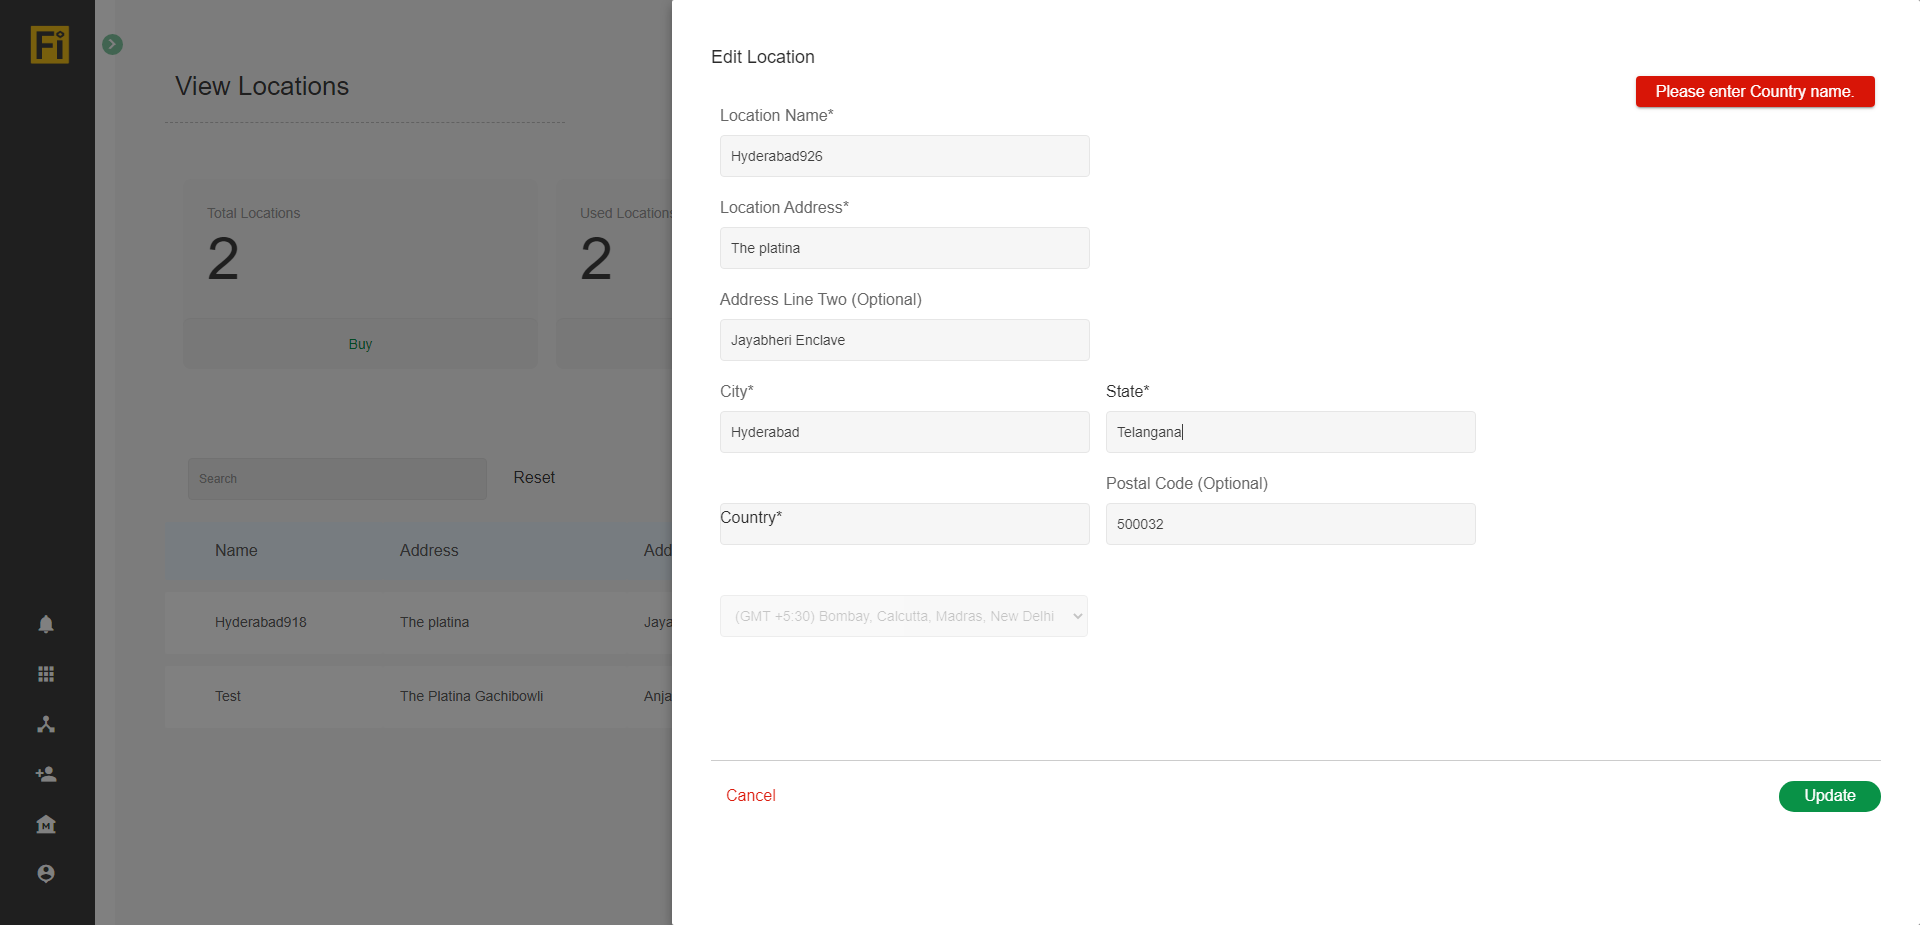 Fi
View Locations
Total Locations
2
Buy
Used Locations
2
Search
Reset
Name Address Add
Hyderabad918 The platina Jaya
Test The Platina Gachibowli Anja
Edit Location
Please enter Country name.
Location Name*
Hyderabad926
Location Address*
The platina
Address Line Two (Optional)
Jayabheri Enclave
City*
Hyderabad
State*
Telangana
Country*
Postal Code (Optional)
500032
(GMT +5:30) Bombay, Calcutta, Madras, New Delhi
Cancel
Update